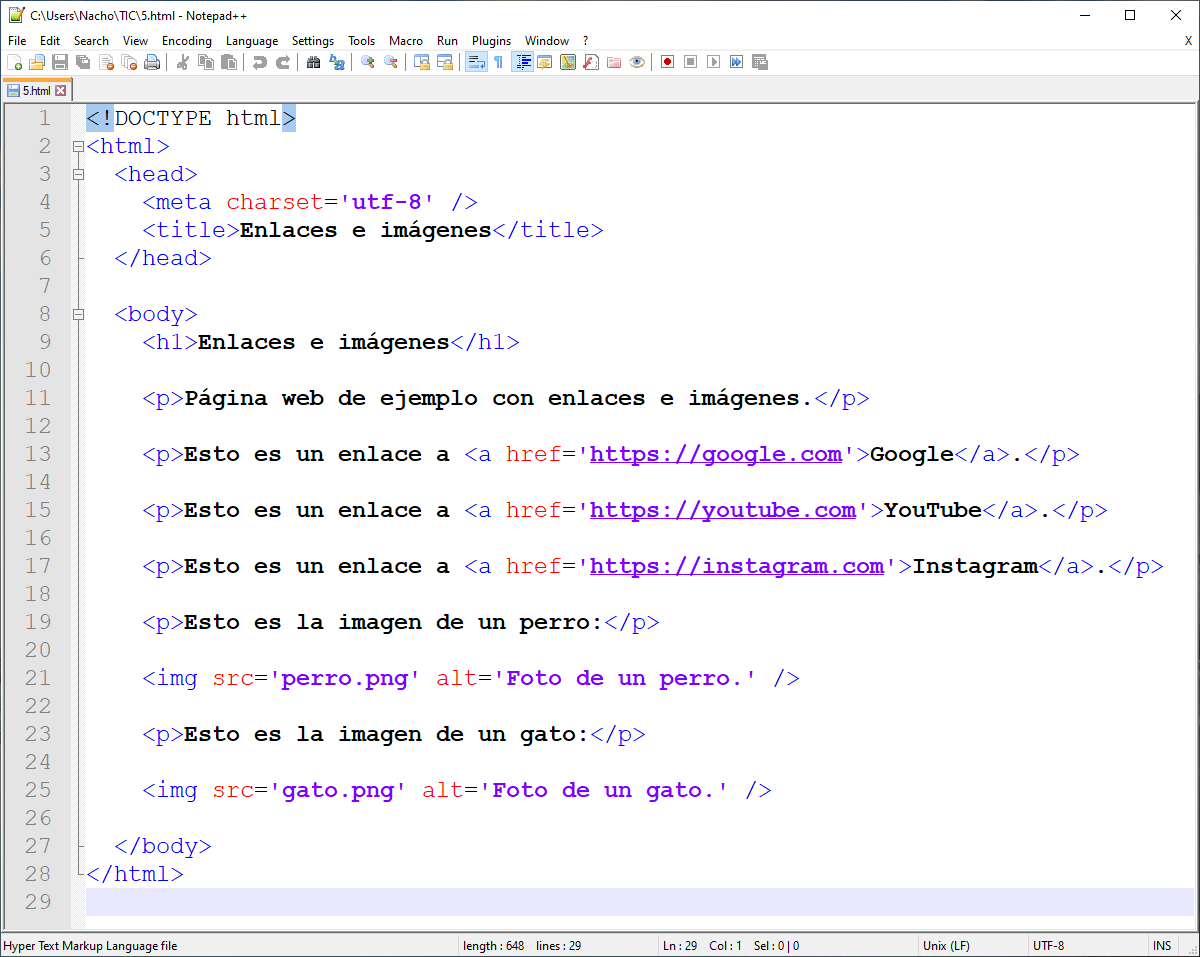 C:\Users\Nacho\TIC\5.html - Notepad++
File Edit Search View Encoding Language Settings Tools Macro Run Plugins Window ? X
5.html
1 <!DOCTYPE html>
2 <html>
3 <head>
4 <meta charset='utf-8' />
5 <title>Enlaces e imágenes</title>
6 </head>
7
8 <body>
9 <h1>Enlaces e imágenes</h1>
10
11 <p>Página web de ejemplo con enlaces e imágenes.</p>
12
13 <p>Esto es un enlace a <a href='https://google.com'>Google</a>.</p>
14
15 <p>Esto es un enlace a <a href='https://youtube.com'>YouTube</a>.</p>
16
17 <p>Esto es un enlace a <a href='https://instagram.com'>Instagram</a>.</p>
18
19 <p>Esto es la imagen de un perro:</p>
20
21 <img src='perro.png' alt='Foto de un perro.' />
22
23 <p>Esto es la imagen de un gato:</p>
24
25 <img src='gato.png' alt='Foto de un gato.' />
26
27 </body>
28 </html>
29
Hyper Text Markup Language file length : 648 lines : 29 Ln : 29 Col : 1 Sel : 0 | 0 Unix (LF) UTF-8 INS